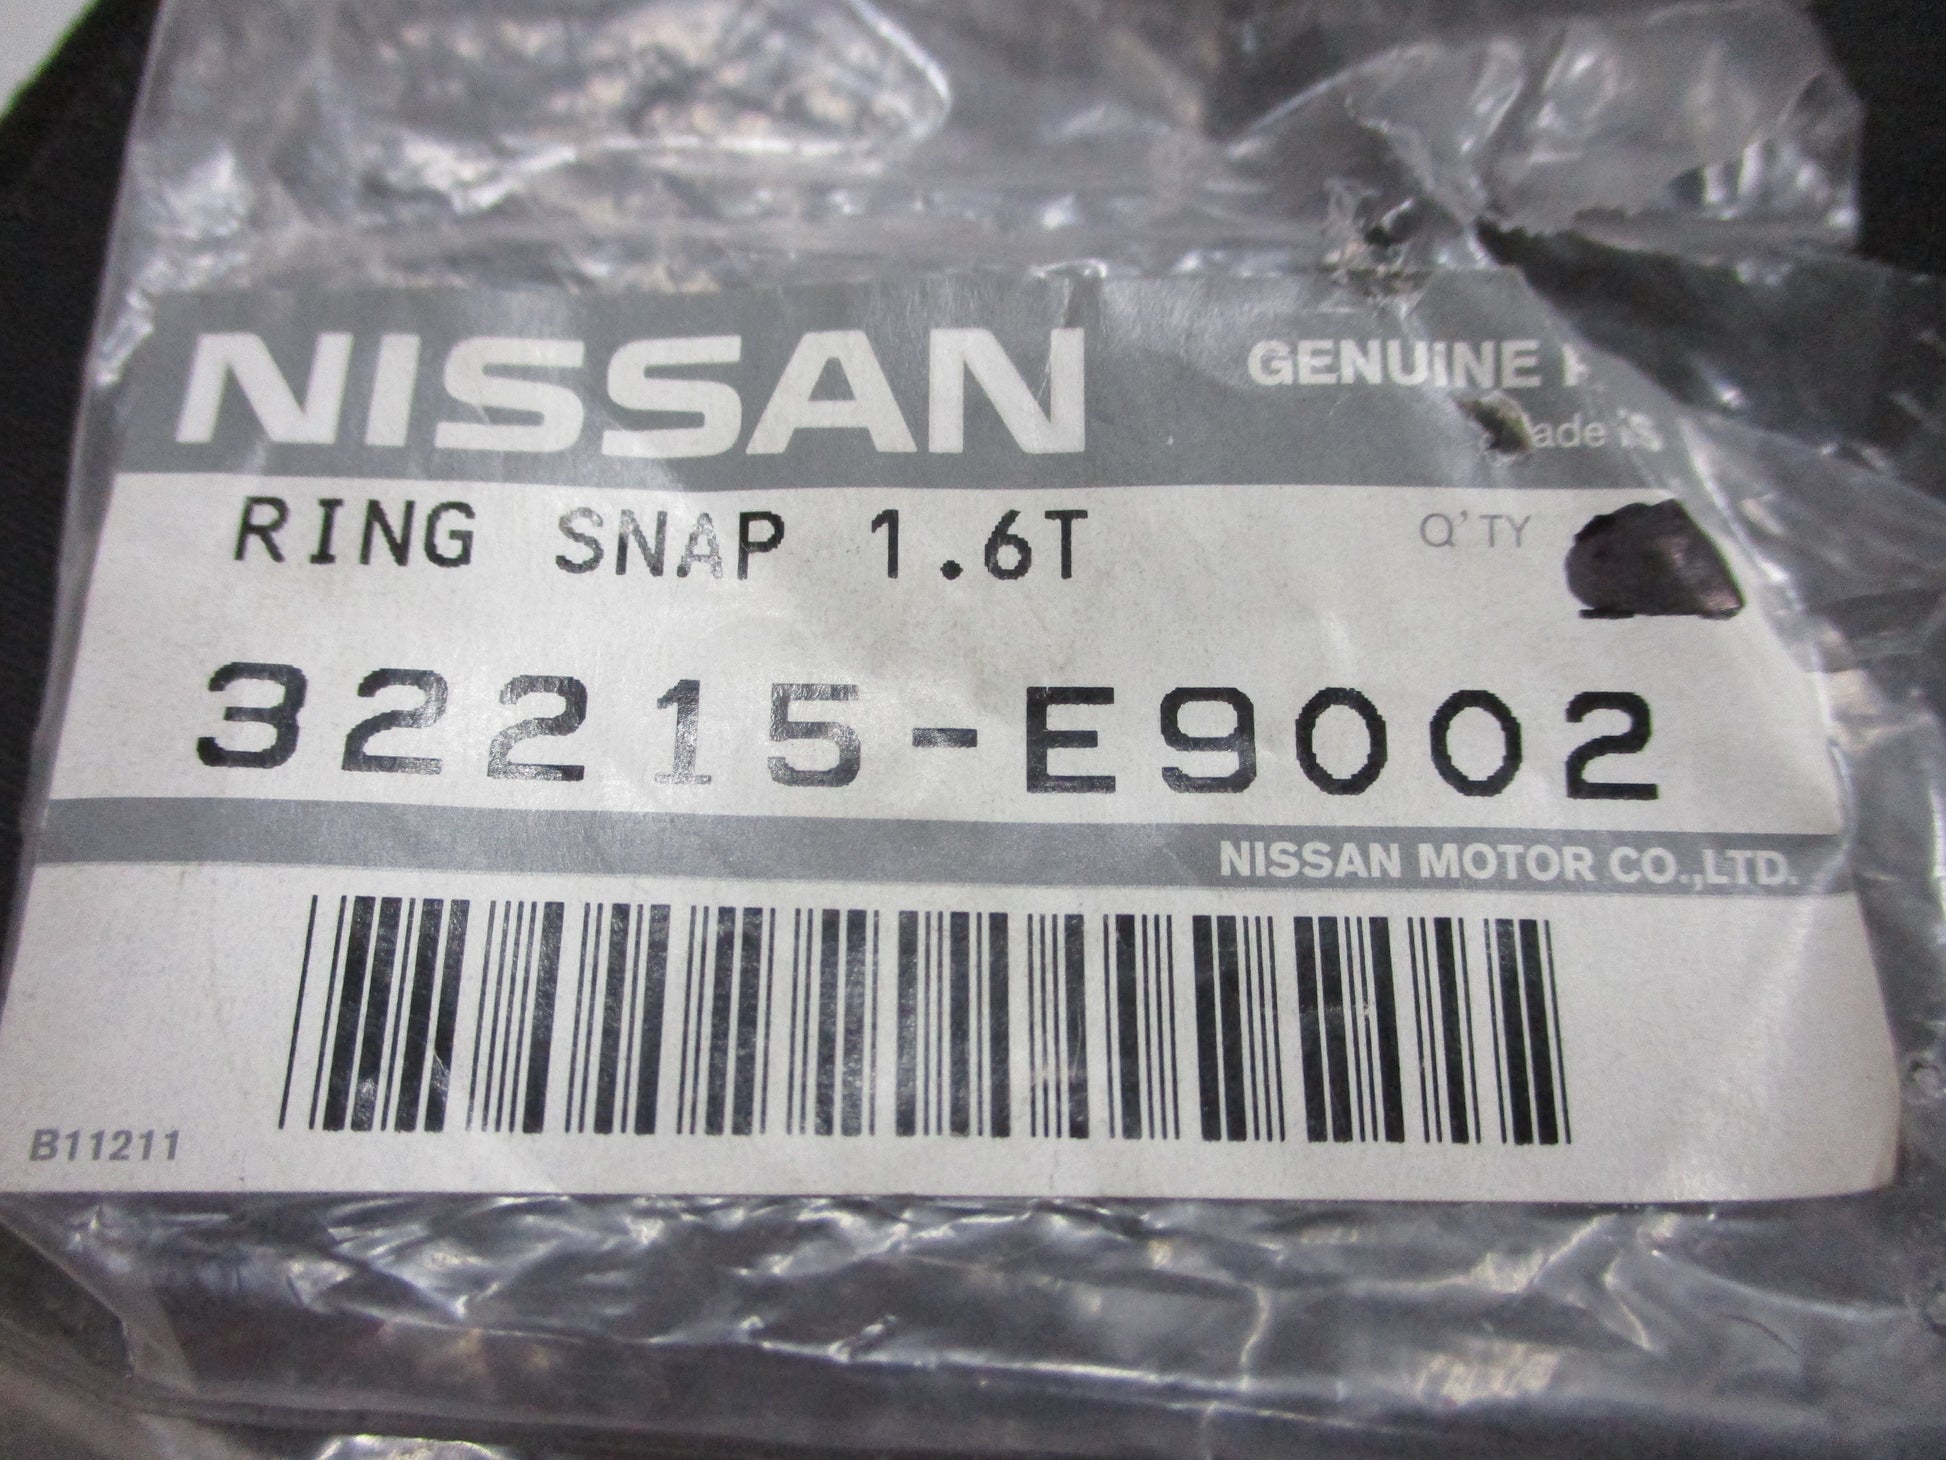 NISSAN
GENUINE
RING SNAP 1.6T
Q'TY
32215-E9002
NISSAN MOTOR CO.,LTD.
B11211